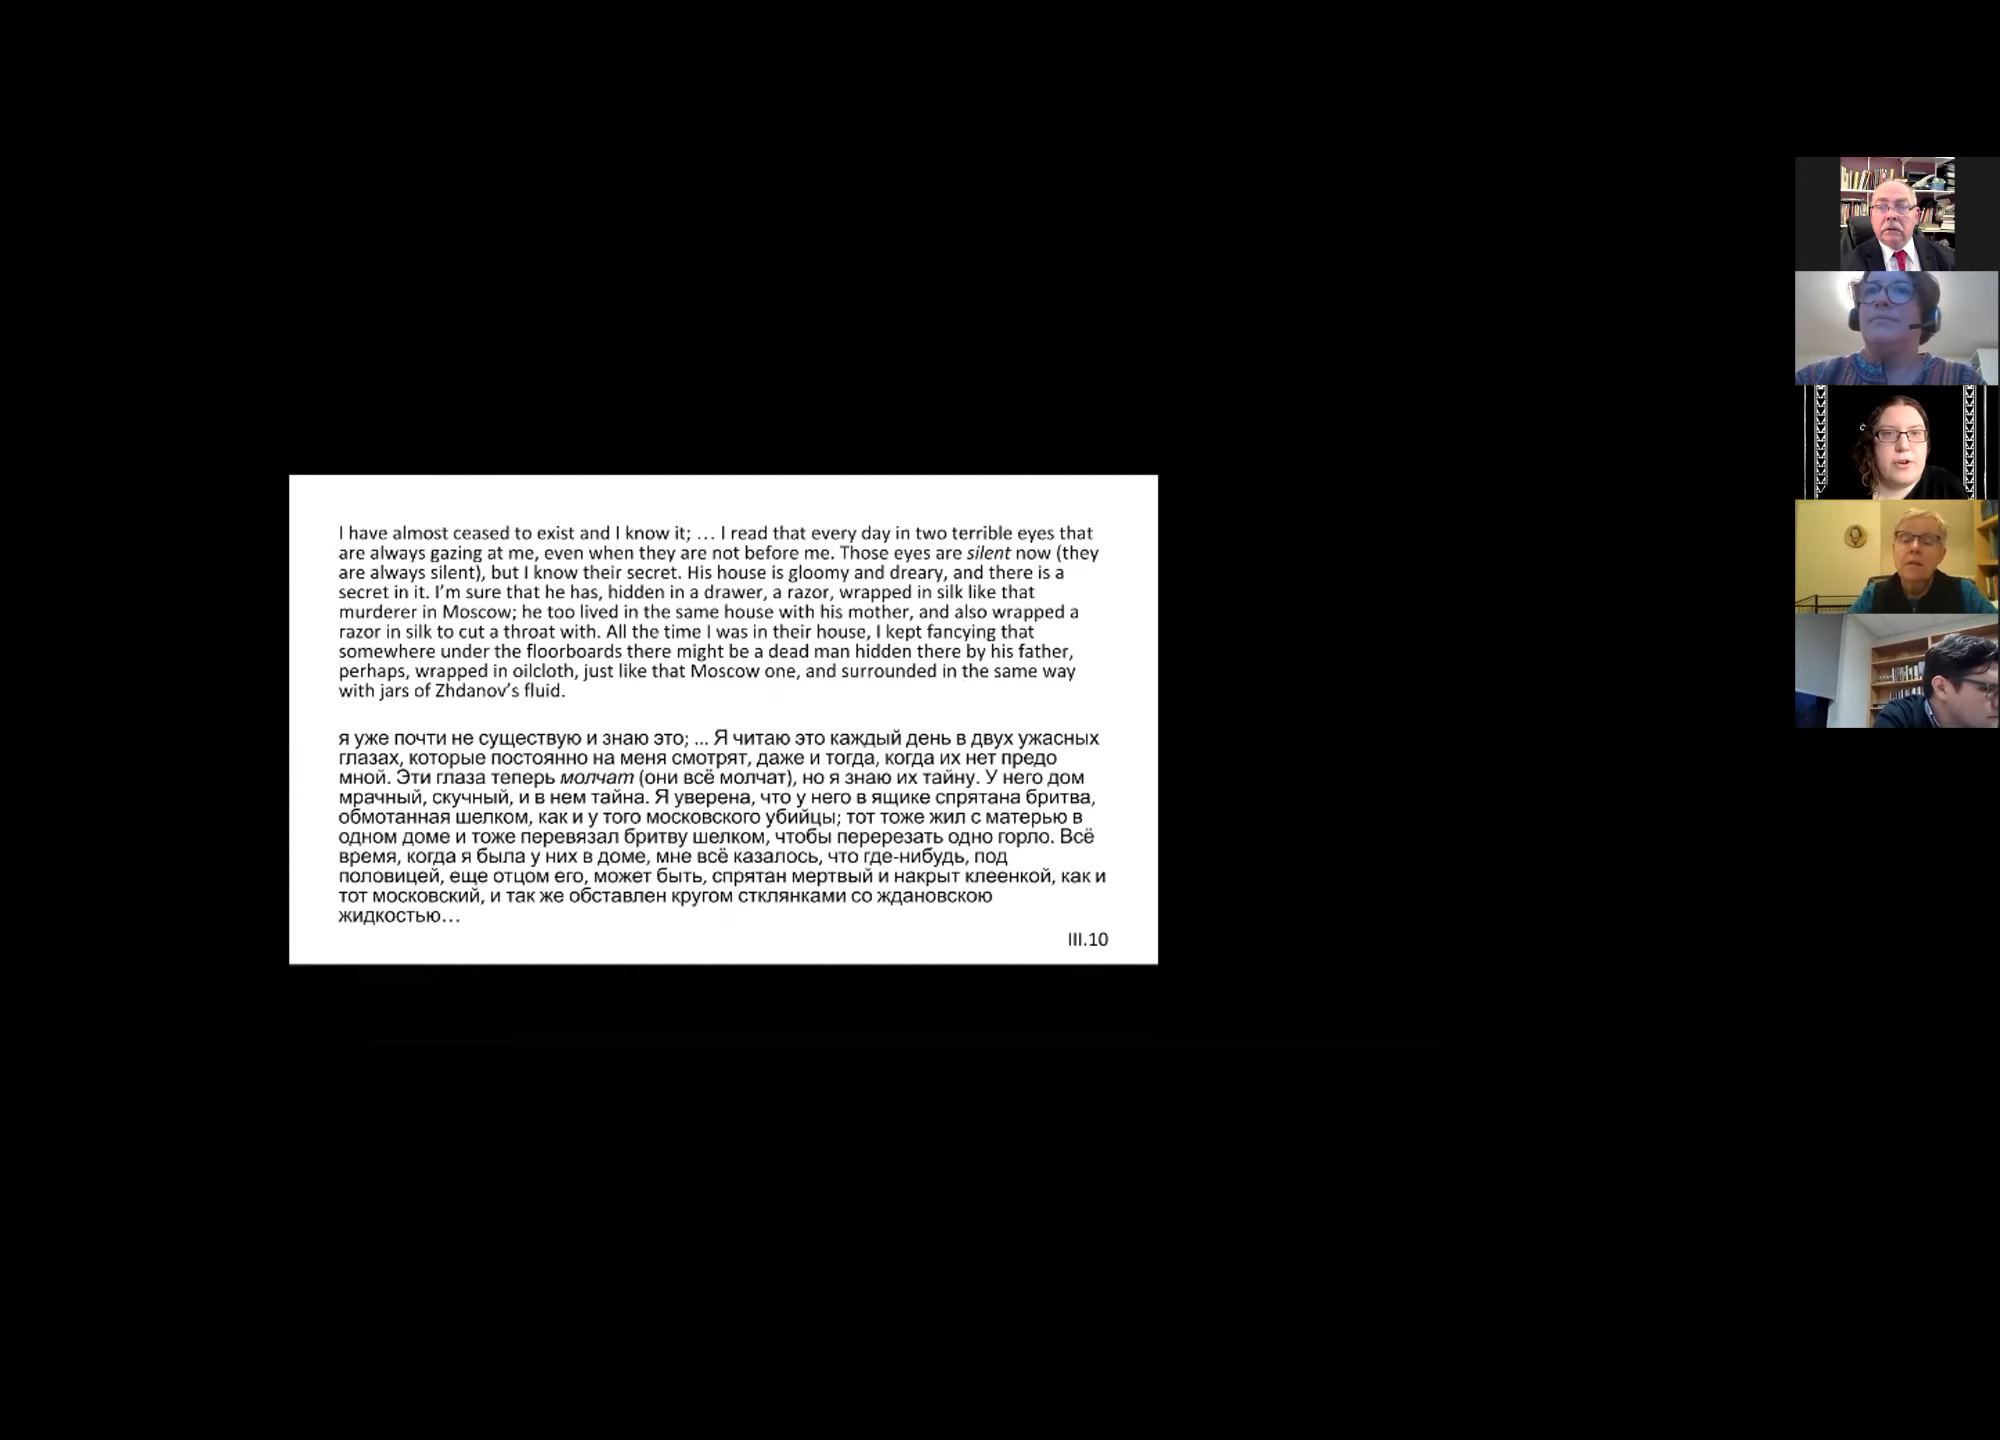 I have almost ceased to exist and I know it; … I read that every day in two terrible eyes that
are always gazing at me, even when they are not before me. Those eyes are silent now (they
are always silent), but I know their secret. His house is gloomy and dreary, and there is a
secret in it. I’m sure that he has, hidden in a drawer, a razor, wrapped in silk like that
murderer in Moscow; he too lived in the same house with his mother, and also wrapped a
razor in silk to cut a throat with. All the time I was in their house, I kept fancying that
somewhere under the floorboards there might be a dead man hidden there by his father,
perhaps, wrapped in oilcloth, just like that Moscow one, and surrounded in the same way
with jars of Zhdanov’s fluid.
я уже почти не существую и знаю это; ... Я читаю это каждый день в двух ужасных
глазах, которые постоянно на меня смотрят, даже и тогда, когда их нет предо
мной. Эти глаза теперь молчат (они всё молчат), но я знаю их тайну. У него дом
мрачный, скучный, и в нем тайна. Я уверена, что у него в ящике спрятана бритва,
обмотанная шелком, как и у того московского убийцы; тот тоже жил с матерью в
одном доме и тоже перевязал бритву шелком, чтобы перерезать одно горло. Всё
время, когда я была у них в доме, мне всё казалось, что где-нибудь, под
половицей, еще отцом его, может быть, спрятан мертвый и накрыт клеенкой, как и
тот московский, и так же обставлен кругом стклянками со ждановскою
жидкостью…
III.10